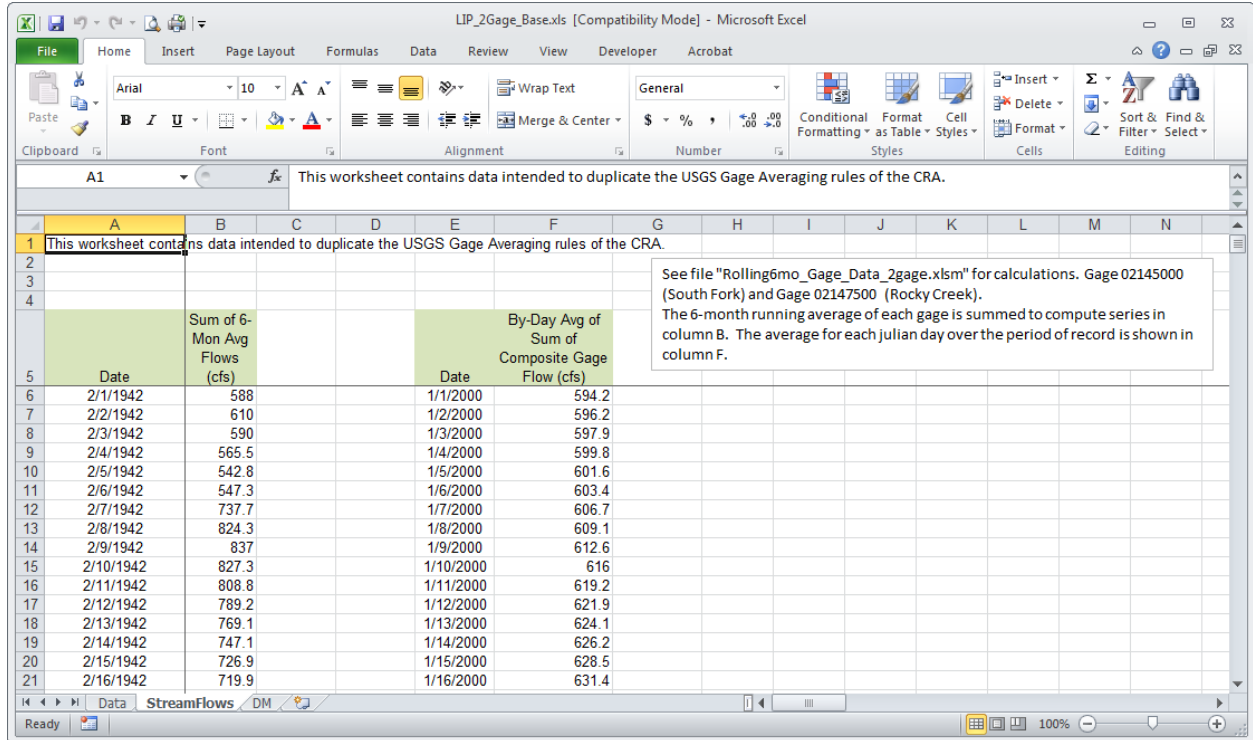 LIP_2Gage_Base.xls [Compatibility Mode] - Microsoft Excel
File Home Insert Page Layout Formulas Data Review View Developer Acrobat
Arial 10 Wrap Text General Insert
Paste Merge & Center $ % , Conditional Formatting Format as Table Cell Styles Delete Format Sort & Filter Find & Select
Clipboard Font Alignment Number Styles Cells Editing
A1 fx This worksheet contains data intended to duplicate the USGS Gage Averaging rules of the CRA.
A B C D E F G H I J K L M N
1 This worksheet contains data intended to duplicate the USGS Gage Averaging rules of the CRA.
2
3
4
See file "Rolling6mo_Gage_Data_2gage.xlsm" for calculations. Gage 02145000
(South Fork) and Gage 02147500 (Rocky Creek).
The 6-month running average of each gage is summed to compute series in
column B. The average for each julian day over the period of record is shown in
column F.
Sum of 6- By-Day Avg of
Mon Avg Sum of
Flows Composite Gage
5 Date (cfs) Date Flow (cfs)
6 2/1/1942 588 1/1/2000 594.2
7 2/2/1942 610 1/2/2000 596.2
8 2/3/1942 590 1/3/2000 597.9
9 2/4/1942 565.5 1/4/2000 599.8
10 2/5/1942 542.8 1/5/2000 601.6
11 2/6/1942 547.3 1/6/2000 603.4
12 2/7/1942 737.7 1/7/2000 606.7
13 2/8/1942 824.3 1/8/2000 609.1
14 2/9/1942 837 1/9/2000 612.6
15 2/10/1942 827.3 1/10/2000 616
16 2/11/1942 808.8 1/11/2000 619.2
17 2/12/1942 789.2 1/12/2000 621.9
18 2/13/1942 769.1 1/13/2000 624.1
19 2/14/1942 747.1 1/14/2000 626.2
20 2/15/1942 726.9 1/15/2000 628.5
21 2/16/1942 719.9 1/16/2000 631.4
Data StreamFlows DM
Ready 100%